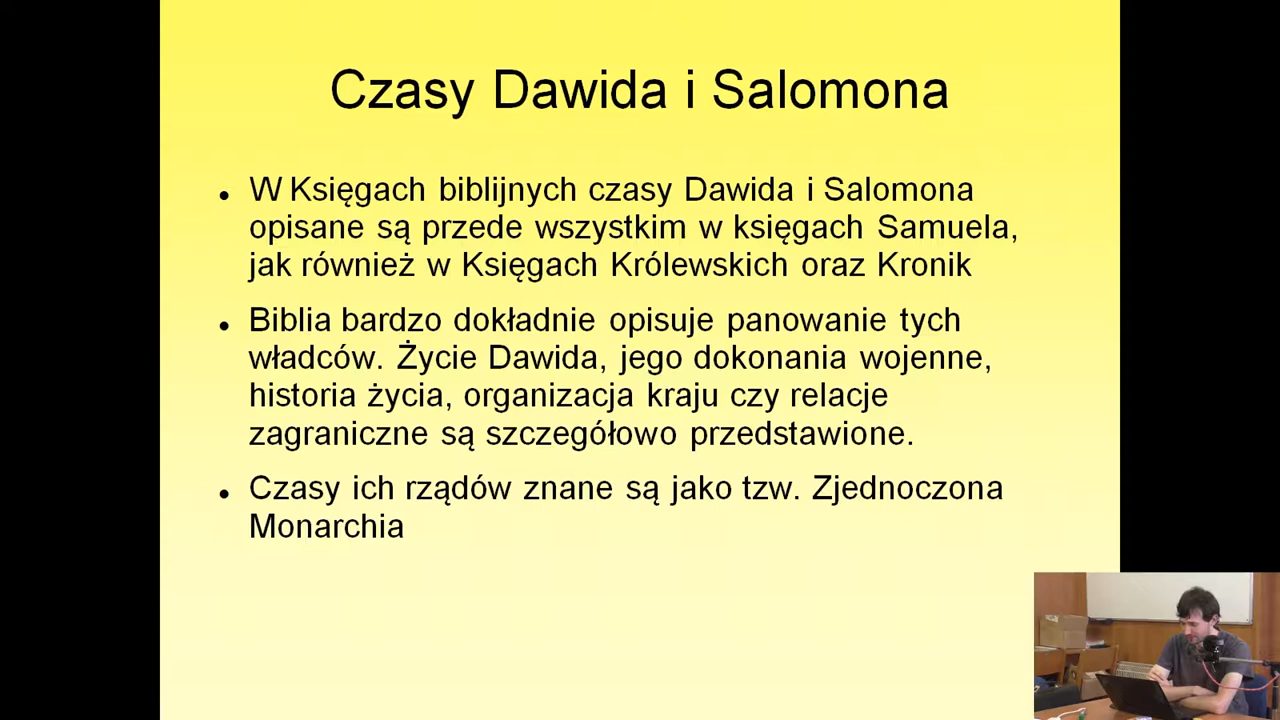 Czasy Dawida i Salomona
W Księgach biblijnych czasy Dawida i Salomona
opisane są przede wszystkim w księgach Samuela,
jak również w Księgach Królewskich oraz Kronik
Biblia bardzo dokładnie opisuje panowanie tych
władców. Życie Dawida, jego dokonania wojenne,
historia życia, organizacja kraju czy relacje
zagraniczne są szczegółowo przedstawione.
Czasy ich rządów znane są jako tzw. Zjednoczona
Monarchia